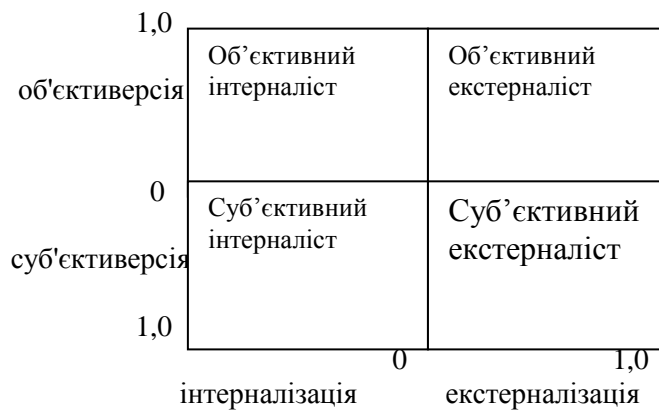 1,0
Об’єктивний
інтерналіст
Об’єктивний
екстерналіст
об'єктиверсія
0
Суб’єктивний
інтерналіст
Суб’єктивний
екстерналіст
суб'єктиверсія
1,0
0
1,0
інтерналізація
екстерналізація